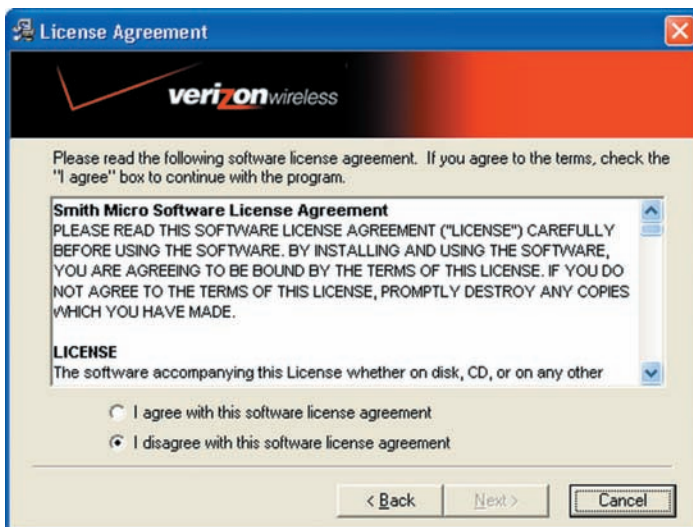 License Agreement
verizonwireless
Please read the following software license agreement. If you agree to the terms, check the
"I agree" box to continue with the program.
Smith Micro Software License Agreement
PLEASE READ THIS SOFTWARE LICENSE AGREEMENT ("LICENSE") CAREFULLY
BEFORE USING THE SOFTWARE. BY INSTALLING AND USING THE SOFTWARE,
YOU ARE AGREEING TO BE BOUND BY THE TERMS OF THIS LICENSE. IF YOU DO
NOT AGREE TO THE TERMS OF THIS LICENSE, PROMPTLY DESTROY ANY COPIES
WHICH YOU HAVE MADE.
LICENSE
The software accompanying this License whether on disk, CD, or on any other
I agree with this software license agreement
I disagree with this software license agreement
< Back Next > Cancel